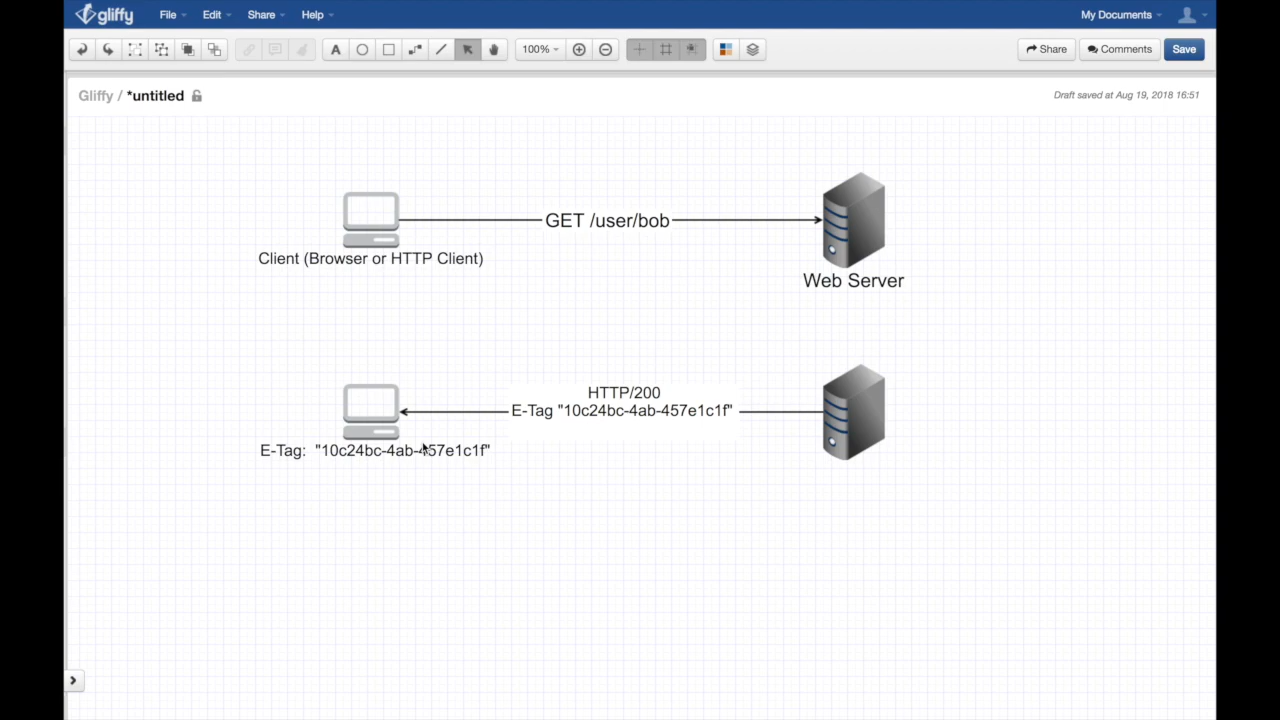 gliffy File Edit Share Help My Documents
A 100% Share Comments Save
Gliffy / *untitled Draft saved at Aug 19, 2018 16:51
GET /user/bob
Client (Browser or HTTP Client)
Web Server
HTTP/200
E-Tag "10c24bc-4ab-457e1c1f"
E-Tag: "10c24bc-4ab-457e1c1f"